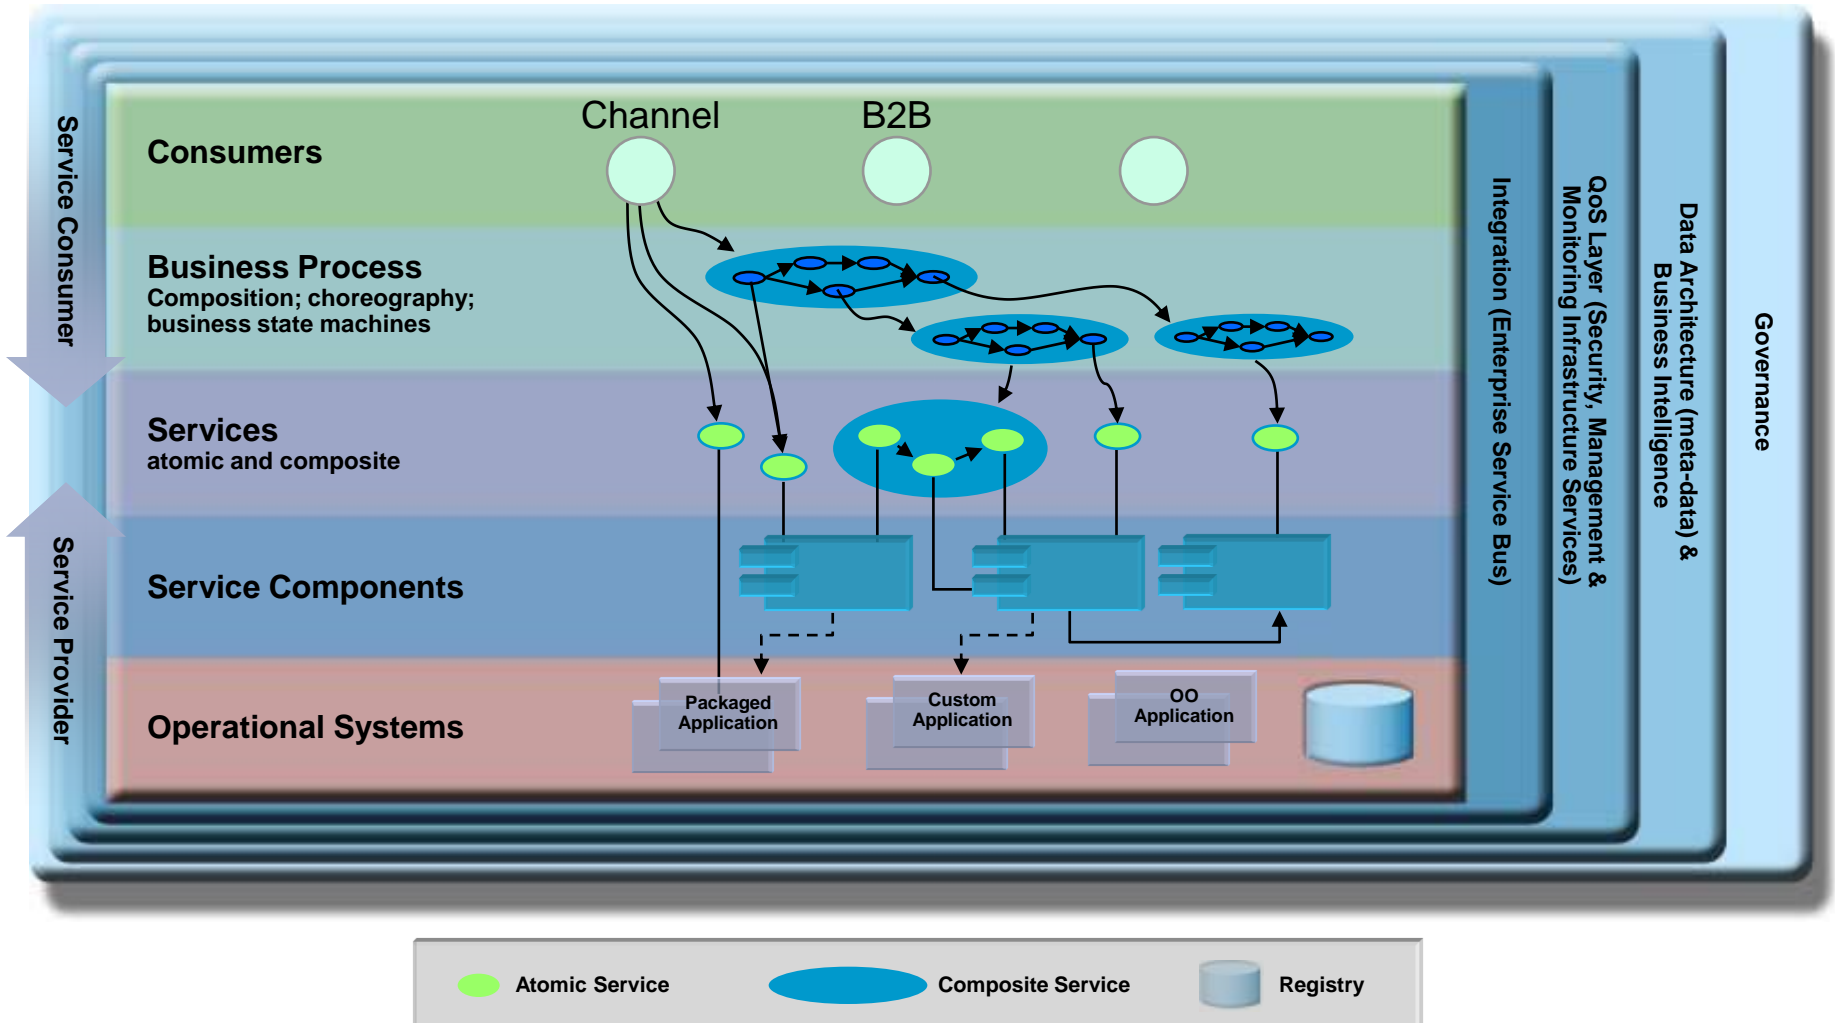 Channel
B2B
Consumers
Business Process
Composition; choreography;
business state machines
Services
atomic and composite
Service Components
Operational Systems
Packaged
Application
Custom
Application
OO
Application
Service Consumer
Service Provider
Integration (Enterprise Service Bus)
QoS Layer (Security, Management &
Monitoring Infrastructure Services)
Data Architecture (meta-data) &
Business Intelligence
Governance
Atomic Service
Composite Service
Registry